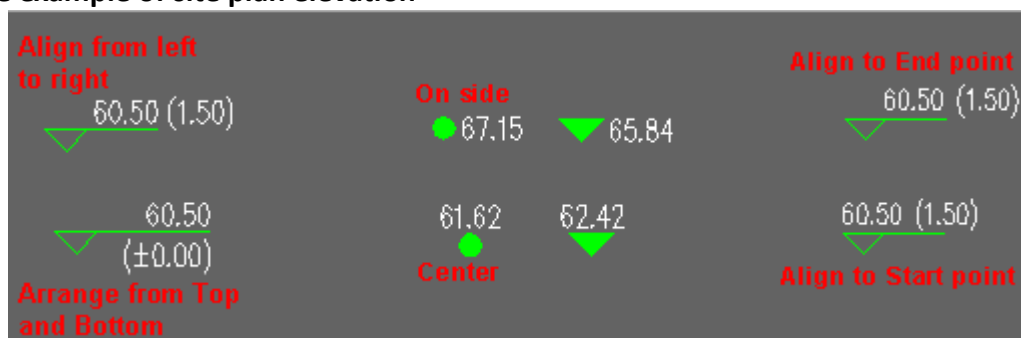 Align from left
to right
60.50 (1.50)
On side
67.15
65.84
Align to End point
60.50 (1.50)
60.50
(±0.00)
Arrange from Top
and Bottom
61.62
62.42
Center
60.50 (1.50)
Align to Start point